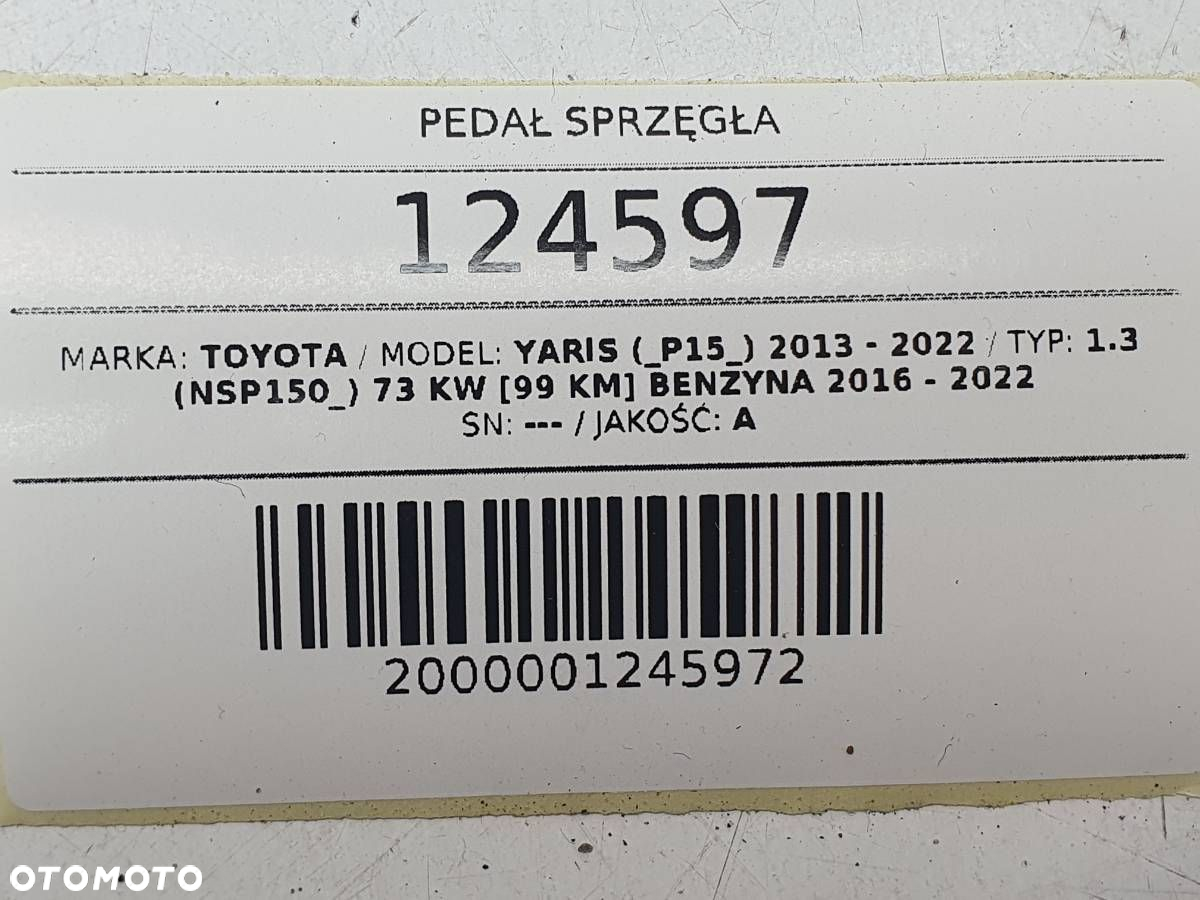 PEDAŁ SPRZĘGŁA
124597
MARKA: TOYOTA / MODEL: YARIS (_P15_) 2013 - 2022 / TYP: 1.3
(NSP150_) 73 KW [99 KM] BENZYNA 2016 - 2022
SN: --- / JAKOŚĆ: A
2000001245972
OTOMOTO